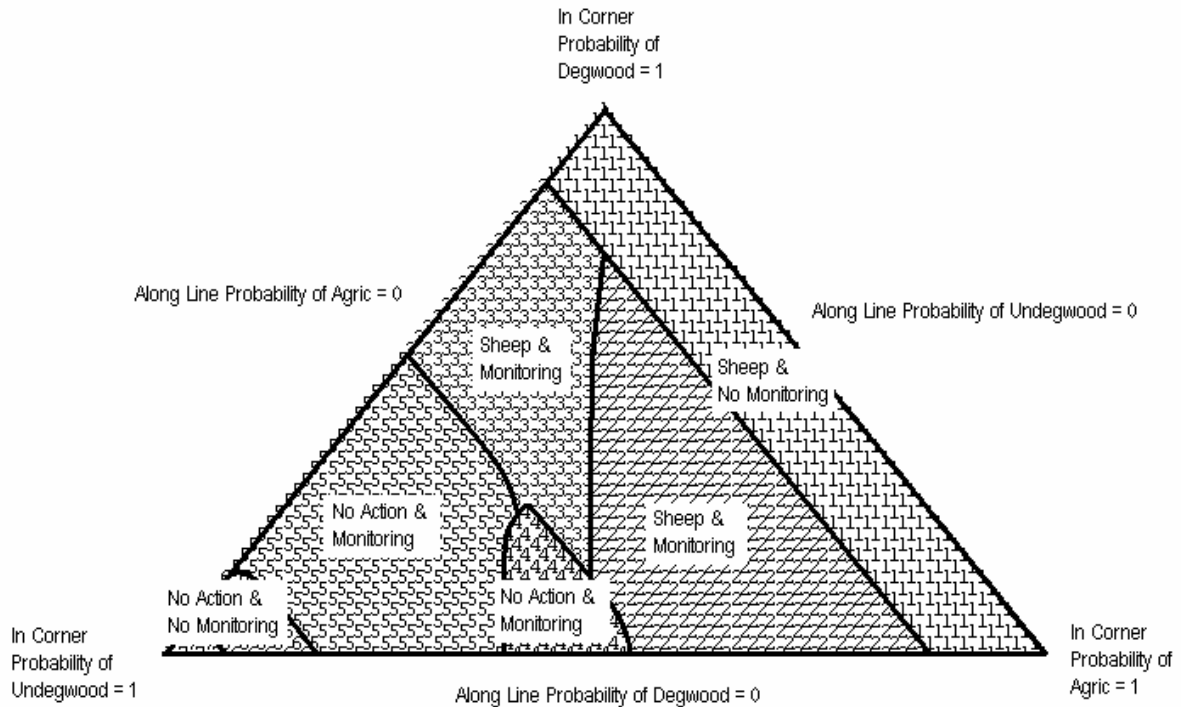 In Corner
Probability of
Degwood = 1
Along Line Probability of Agric = 0
Along Line Probability of Undegwood = 0
Sheep &
Monitoring
Sheep &
No Monitoring
No Action &
Monitoring
Sheep &
Monitoring
No Action &
No Monitoring
No Action &
Monitoring
In Corner
Probability of
Undegwood = 1
In Corner
Probability of
Agric = 1
Along Line Probability of Degwood = 0